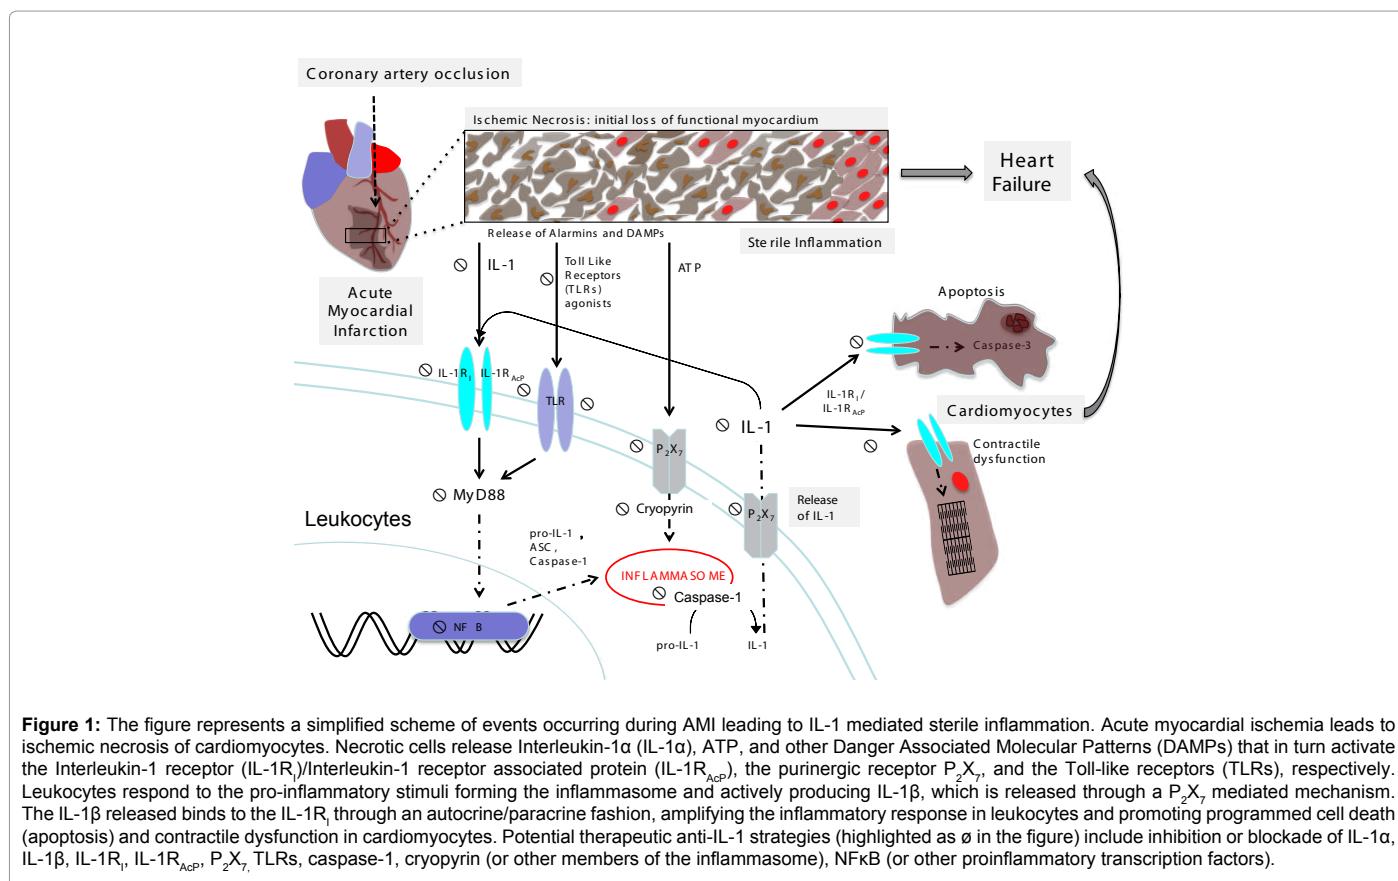 Coronary artery occlusion
Ischemic Necrosis: initial loss of functional myocardium
Heart
Failure
Release of Alarmins and DAMPs
Sterile Inflammation
IL-1
Toll Like
Receptors
(TLRs)
agonists
ATP
Acute
Myocardial
Infarction
Apoptosis
Caspase-3
IL-1RI
IL-1RAcP
TLR
IL-1RI/
IL-1RAcP
Cardiomyocytes
IL-1
Contractile
dysfunction
P2X7
MyD88
Cryopyrin
P2X7
Release
of IL-1
Leukocytes
pro-IL-1 ,
ASC,
Caspase-1
INFLAMMASOME
Caspase-1
NF B
pro-IL-1
IL-1
Figure 1: The figure represents a simplified scheme of events occurring during AMI leading to IL-1 mediated sterile inflammation. Acute myocardial ischemia leads to
ischemic necrosis of cardiomyocytes. Necrotic cells release Interleukin-1α (IL-1α), ATP, and other Danger Associated Molecular Patterns (DAMPs) that in turn activate
the Interleukin-1 receptor (IL-1RI)/Interleukin-1 receptor associated protein (IL-1RAcP), the purinergic receptor P2X7, and the Toll-like receptors (TLRs), respectively.
Leukocytes respond to the pro-inflammatory stimuli forming the inflammasome and actively producing IL-1β, which is released through a P2X7 mediated mechanism.
The IL-1β released binds to the IL-1RI through an autocrine/paracrine fashion, amplifying the inflammatory response in leukocytes and promoting programmed cell death
(apoptosis) and contractile dysfunction in cardiomyocytes. Potential therapeutic anti-IL-1 strategies (highlighted as ø in the figure) include inhibition or blockade of IL-1α,
IL-1β, IL-1RI, IL-1RAcP, P2X7, TLRs, caspase-1, cryopyrin (or other members of the inflammasome), NFκB (or other proinflammatory transcription factors).